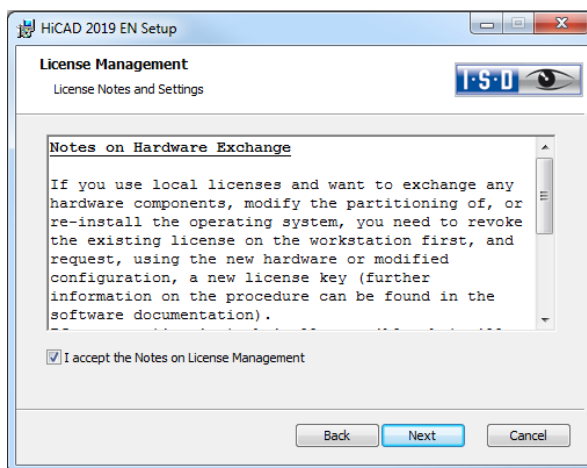 HiCAD 2019 EN Setup
License Management
License Notes and Settings
I·S·D
Notes on Hardware Exchange
If you use local licenses and want to exchange any
hardware components, modify the partitioning of, or
re-install the operating system, you need to revoke
the existing license on the workstation first, and
request, using the new hardware or modified
configuration, a new license key (further
information on the procedure can be found in the
software documentation).
I accept the Notes on License Management
Back
Next
Cancel